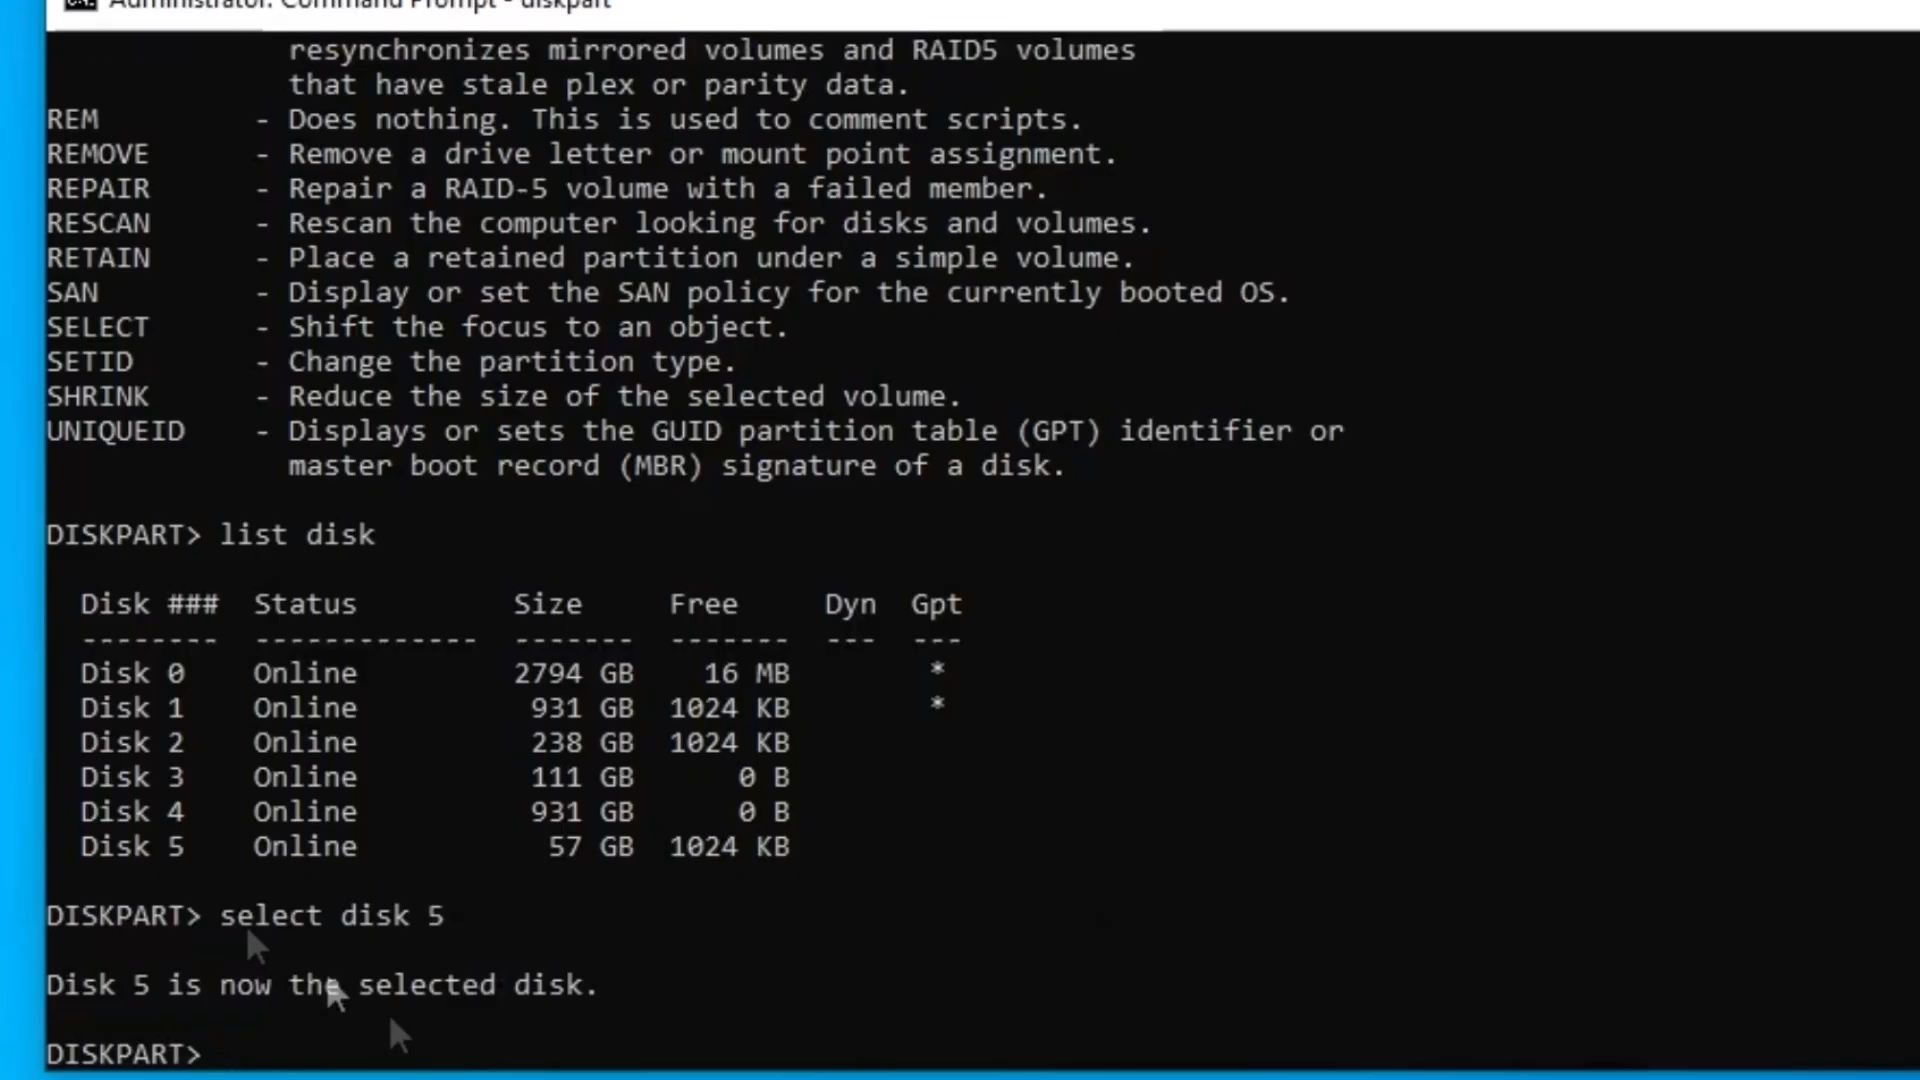 Administrator: Command Prompt - diskpart
resynchronizes mirrored volumes and RAID5 volumes
that have stale plex or parity data.
REM - Does nothing. This is used to comment scripts.
REMOVE - Remove a drive letter or mount point assignment.
REPAIR - Repair a RAID-5 volume with a failed member.
RESCAN - Rescan the computer looking for disks and volumes.
RETAIN - Place a retained partition under a simple volume.
SAN - Display or set the SAN policy for the currently booted OS.
SELECT - Shift the focus to an object.
SETID - Change the partition type.
SHRINK - Reduce the size of the selected volume.
UNIQUEID - Displays or sets the GUID partition table (GPT) identifier or
master boot record (MBR) signature of a disk.
DISKPART> list disk
Disk ### Status Size Free Dyn Gpt
-------- ------------- ------- ------- --- ---
Disk 0 Online 2794 GB 16 MB *
Disk 1 Online 931 GB 1024 KB *
Disk 2 Online 238 GB 1024 KB
Disk 3 Online 111 GB 0 B
Disk 4 Online 931 GB 0 B
Disk 5 Online 57 GB 1024 KB
DISKPART> select disk 5
Disk 5 is now the selected disk.
DISKPART>